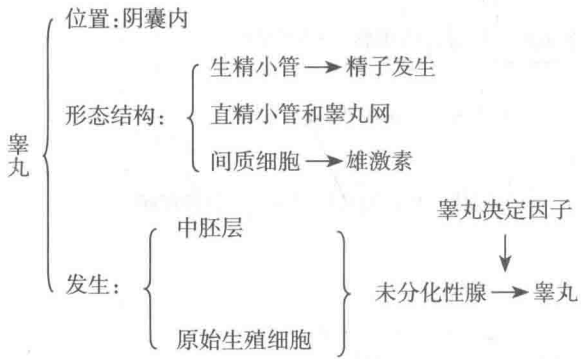 位置:阴囊内
生精小管→精子发生
形态结构:
直精小管和睾丸网
睾丸
间质细胞→雄激素
睾丸决定因子
中胚层
发生:
未分化性腺→睾丸
原始生殖细胞